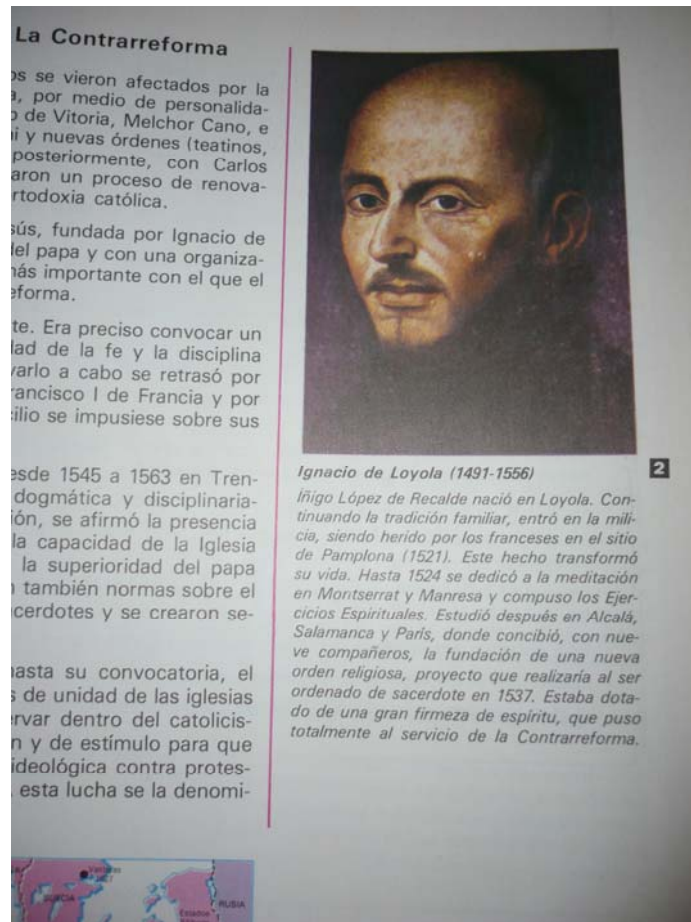 La Contrarreforma
os se vieron afectados por la
a, por medio de personalida-
o de Vitoria, Melchor Cano, e
ni y nuevas órdenes (teatinos,
posteriormente, con Carlos
aron un proceso de renova-
rtodoxia católica.
sús, fundada por Ignacio de
del papa y con una organiza-
más importante con el que el
eforma.
te. Era preciso convocar un
dad de la fe y la disciplina
varlo a cabo se retrasó por
rancisco I de Francia y por
cilio se impusiese sobre sus
esde 1545 a 1563 en Tren-
dogmática y disciplinaria-
ión, se afirmó la presencia
la capacidad de la Iglesia
la superioridad del papa
también normas sobre el
acerdotes y se crearon se-
hasta su convocatoria, el
s de unidad de las iglesias
ervar dentro del catolicis-
n y de estímulo para que
ideológica contra protes-
esta lucha se la denomi-
2
Ignacio de Loyola (1491-1556)
Íñigo López de Recalde nació en Loyola. Con-
tinuando la tradición familiar, entró en la mili-
cia, siendo herido por los franceses en el sitio
de Pamplona (1521). Este hecho transformó
su vida. Hasta 1524 se dedicó a la meditación
en Montserrat y Manresa y compuso los Ejer-
cicios Espirituales. Estudió después en Alcalá,
Salamanca y París, donde concibió, con nue-
ve compañeros, la fundación de una nueva
orden religiosa, proyecto que realizaría al ser
ordenado de sacerdote en 1537. Estaba dota-
do de una gran firmeza de espíritu, que puso
totalmente al servicio de la Contrarreforma.
SUECIA
RUSIA
Estados